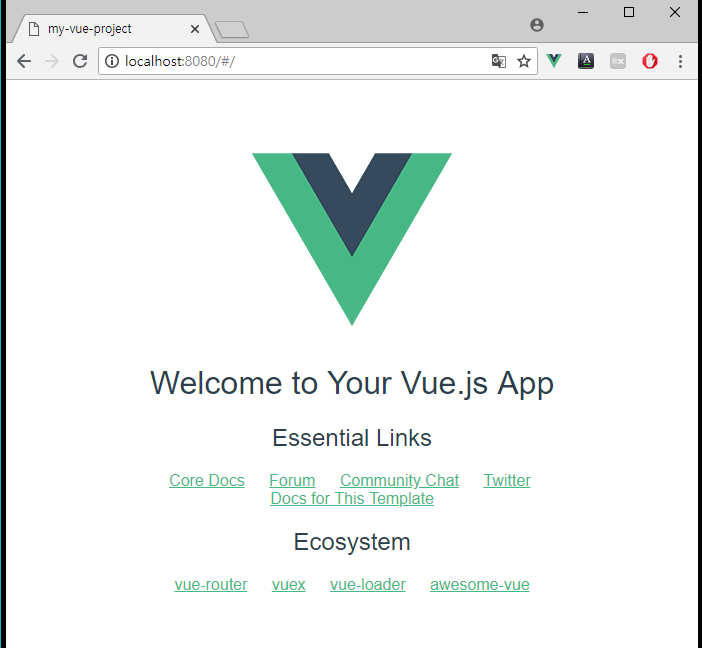 my-vue-project
localhost:8080/#/
Welcome to Your Vue.js App
Essential Links
Core Docs Forum Community Chat Twitter
Docs for This Template
Ecosystem
vue-router vuex vue-loader awesome-vue